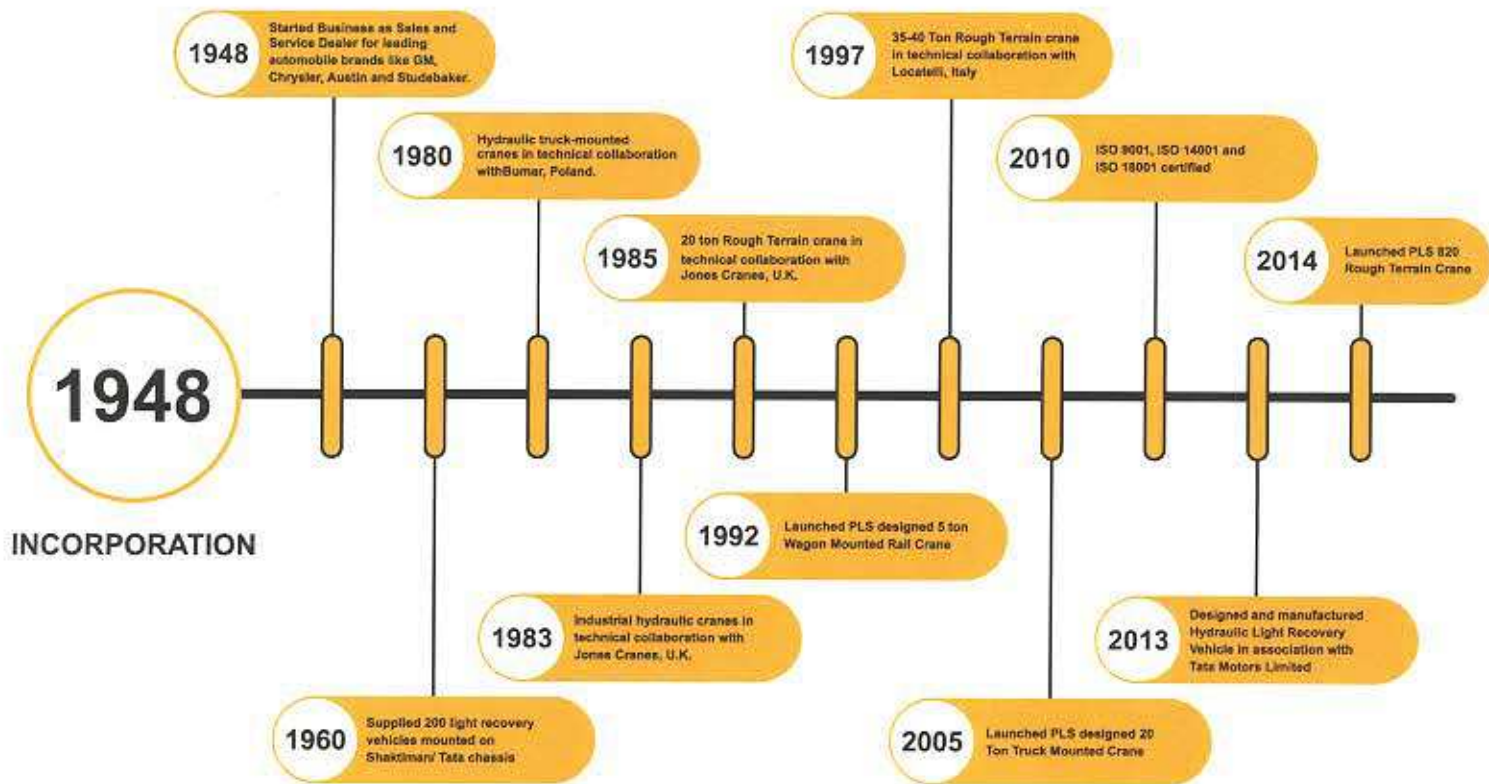 1948
INCORPORATION
1948
Started Business as Sales and
Service Dealer for leading
automobile brands like GM,
Chrysler, Austin and Studebaker.
1960
Supplied 200 light recovery
vehicles mounted on
Shaktiman/ Tata chassis
1980
Hydraulic truck-mounted
cranes in technical collaboration
withBumar, Poland.
1983
Industrial hydraulic cranes in
technical collaboration with
Jones Cranes, U.K.
1985
20 ton Rough Terrain crane in
technical collaboration with
Jones Cranes, U.K.
1992
Launched PLS designed 5 ton
Wagon Mounted Rail Crane
1997
35-40 Ton Rough Terrain crane
in technical collaboration with
Locatelli, Italy
2005
Launched PLS designed 20
Ton Truck Mounted Crane
2010
ISO 9001, ISO 14001 and
ISO 18001 certified
2013
Designed and manufactured
Hydraulic Light Recovery
Vehicle in association with
Tata Motors Limited
2014
Launched PLS 820
Rough Terrain Crane